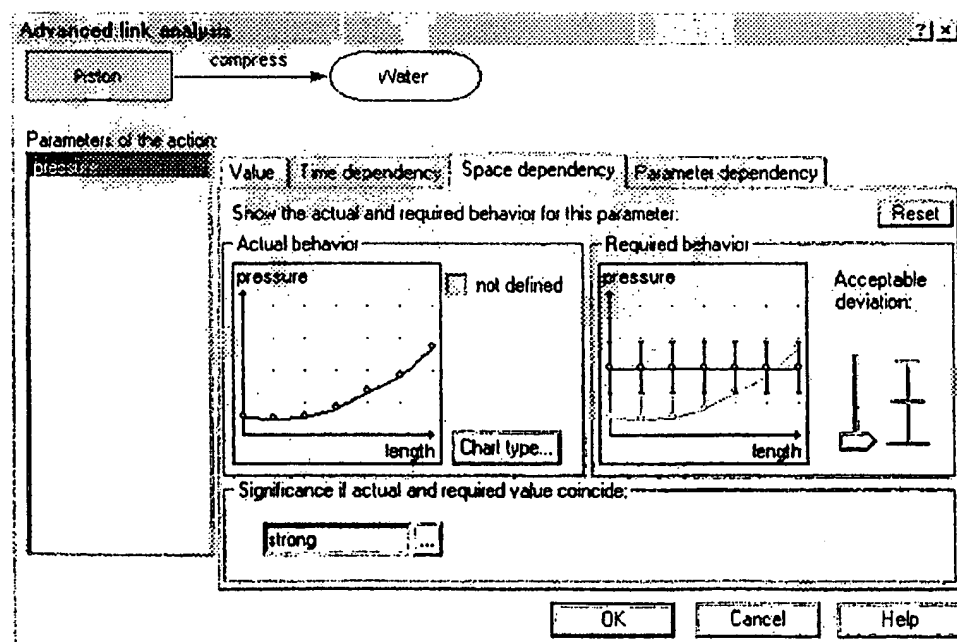 Advanced link analysis
? x
Piston
compress
Water
Parameters of the action:
Value
Time dependency
Space dependency
Parameter dependency
Show the actual and required behavior for this parameter:
Reset
Actual behavior
pressure
length
not defined
Chart type...
Required behavior
pressure
length
Acceptable
deviation:
Significance if actual and required value coincide:
strong
...
OK
Cancel
Help